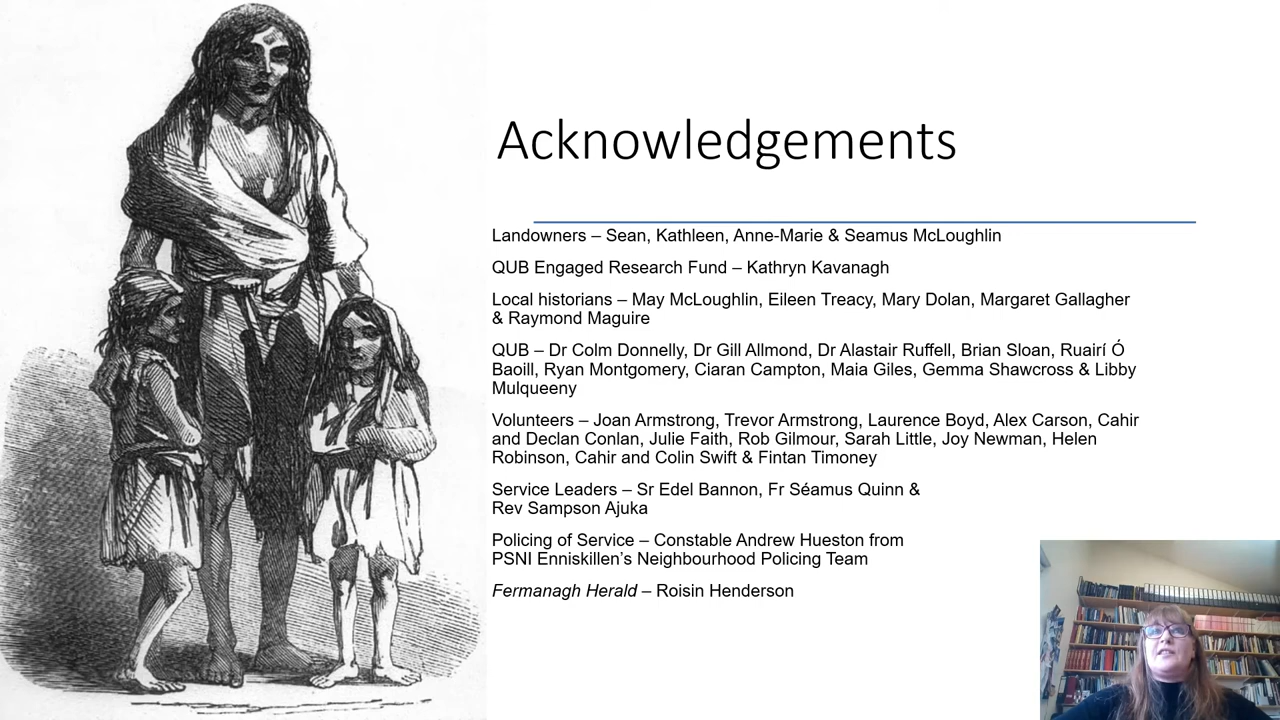 Acknowledgements
Landowners – Sean, Kathleen, Anne-Marie & Seamus McLoughlin
QUB Engaged Research Fund – Kathryn Kavanagh
Local historians – May McLoughlin, Eileen Treacy, Mary Dolan, Margaret Gallagher
& Raymond Maguire
QUB – Dr Colm Donnelly, Dr Gill Allmond, Dr Alastair Ruffell, Brian Sloan, Ruairí Ó
Baoill, Ryan Montgomery, Ciaran Campton, Maia Giles, Gemma Shawcross & Libby
Mulqueeny
Volunteers – Joan Armstrong, Trevor Armstrong, Laurence Boyd, Alex Carson, Cahir
and Declan Conlan, Julie Faith, Rob Gilmour, Sarah Little, Joy Newman, Helen
Robinson, Cahir and Colin Swift & Fintan Timoney
Service Leaders – Sr Edel Bannon, Fr Séamus Quinn &
Rev Sampson Ajuka
Policing of Service – Constable Andrew Hueston from
PSNI Enniskillen’s Neighbourhood Policing Team
Fermanagh Herald – Roisin Henderson